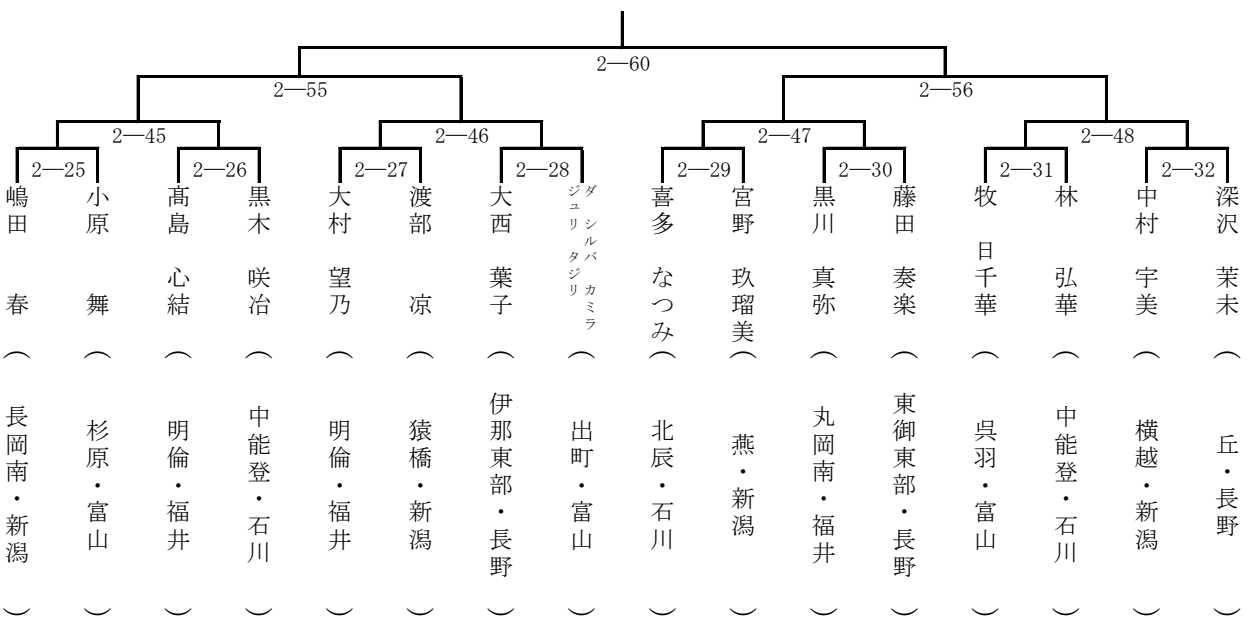 2—60
2—55
2—56
2—45
2—46
2—47
2—48
2—25
2—26
2—27
2—28
2—29
2—30
2—31
2—32
嶋田　春（長岡南・新潟）
小原　舞（杉原・富山）
髙島　心結（明倫・福井）
黒木　咲冶（中能登・石川）
大村　望乃（明倫・福井）
渡部　凉（猿橋・新潟）
大西　葉子（伊那東部・長野）
ダ　シルバ　カミラ
ジュリ　タジリ
（出町・富山）
喜多　なつみ（北辰・石川）
宮野　玖瑠美（燕・新潟）
黒川　真弥（丸岡南・福井）
藤田　奏楽（東御東部・長野）
牧　日千華（呉羽・富山）
林　弘華（中能登・石川）
中村　宇美（横越・新潟）
深沢　茉未（丘・長野）